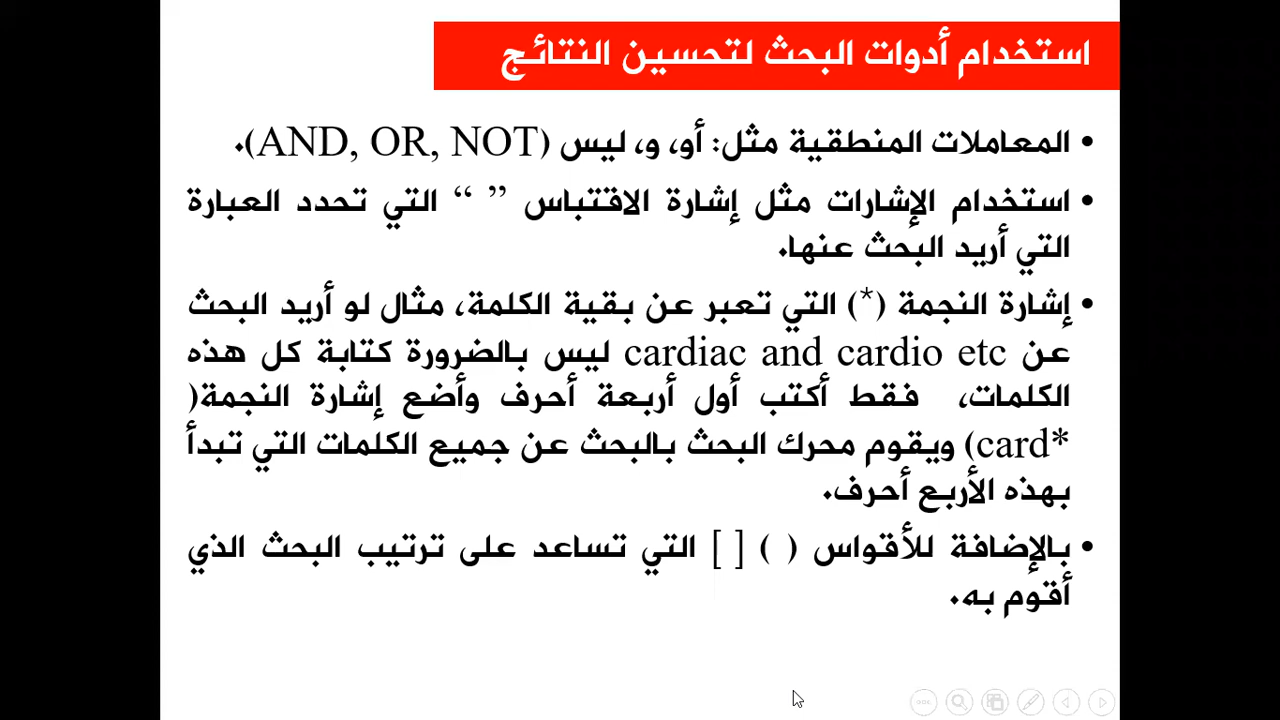 استخدام أدوات البحث لتحسين النتائج
• المعاملات المنطقية مثل: أو، و، ليس (AND, OR, NOT).
• استخدام الإشارات مثل إشارة الاقتباس “ ” التي تحدد العبارة
التي أريد البحث عنها.
• إشارة النجمة (*) التي تعبر عن بقية الكلمة، مثال لو أريد البحث
عن cardiac and cardio etc ليس بالضرورة كتابة كل هذه
الكلمات، فقط أكتب أول أربعة أحرف وأضع إشارة النجمة(
card*) ويقوم محرك البحث بالبحث عن جميع الكلمات التي تبدأ
بهذه الأربع أحرف.
• بالإضافة للأقواس ( ) [ ] التي تساعد على ترتيب البحث الذي
أقوم به.